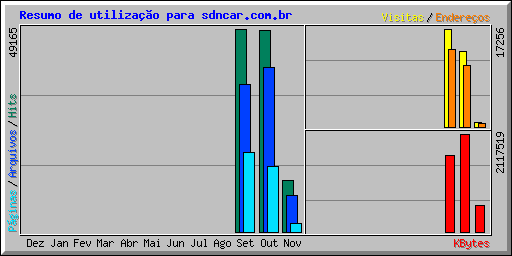 Resumo de utilização para sdncar.com.br
Visitas / Endereços
49165
17256
Páginas / Arquivos / Hits
2117519
Dez Jan Fev Mar Abr Mai Jun Jul Ago Set Out Nov
KBytes